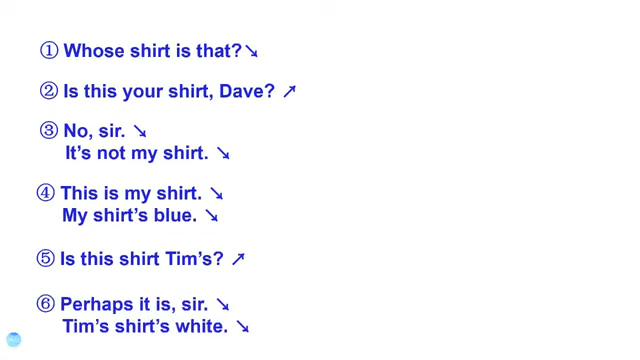 ① Whose shirt is that?↘
② Is this your shirt, Dave? ↗
③ No, sir. ↘
It's not my shirt. ↘
④ This is my shirt. ↘
My shirt's blue. ↘
⑤ Is this shirt Tim's? ↗
⑥ Perhaps it is, sir. ↘
Tim's shirt's white. ↘